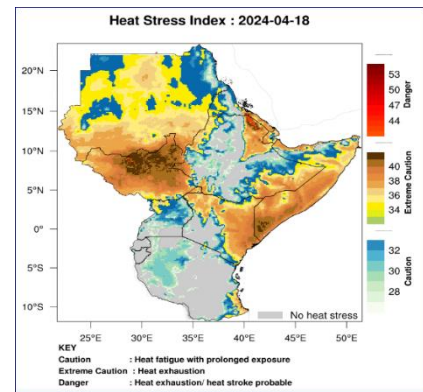 Heat Stress Index : 2024-04-18
20°N
15°N
10°N
5°N
0°
5°S
10°S
25°E
30°E
35°E
40°E
45°E
50°E
No heat stress
53
50
47
44
Danger
40
38
36
34
Extreme Caution
32
30
28
Caution
KEY
Caution : Heat fatigue with prolonged exposure
Extreme Caution : Heat exhaustion
Danger : Heat exhaustion/ heat stroke probable